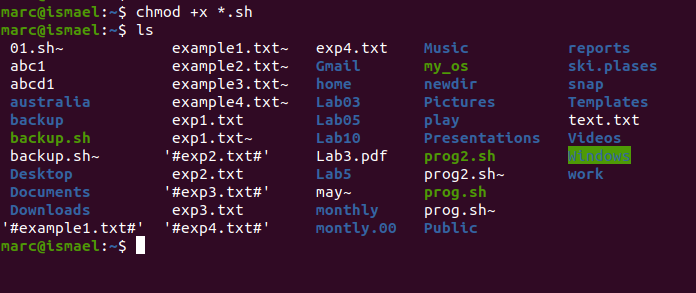 marc@ismael:~$ chmod +x *.sh
marc@ismael:~$ ls
 01.sh~            example1.txt~   exp4.txt    Music           reports
 abc1              example2.txt~   Gmail       my_os           ski.plases
 abcd1             example3.txt~   home        newdir          snap
 australia         example4.txt~   Lab03       Pictures        Templates
 backup            exp1.txt        Lab05       play            text.txt
 backup.sh         exp1.txt~       Lab10       Presentations   Videos
 backup.sh~       '#exp2.txt#'     Lab3.pdf    prog2.sh        Windows
 Desktop           exp2.txt        Lab5        prog2.sh~       work
 Documents        '#exp3.txt#'     may~        prog.sh
 Downloads         exp3.txt        monthly     prog.sh~
'#example1.txt#'  '#exp4.txt#'     montly.00   Public
marc@ismael:~$